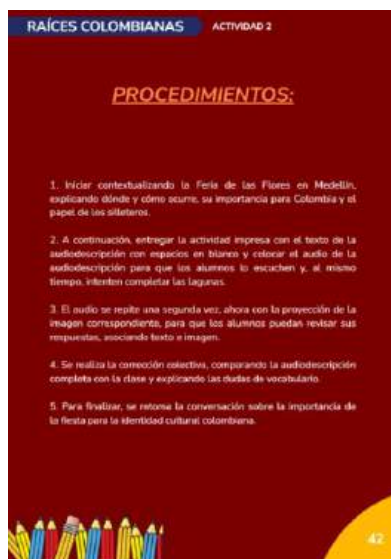 RAÍCES COLOMBIANAS ACTIVIDAD 2
PROCEDIMIENTOS:
1. Iniciar contextualizando la Feria de las Flores en Medellín,
explicando dónde y cómo ocurre, su importancia para Colombia y el
papel de los silleteros.
2. A continuación, entregar la actividad impresa con el texto de la
audiodescripción con espacios en blanco y colocar el audio de la
audiodescripción para que los alumnos lo escuchen y, al mismo
tiempo, intenten completar las lagunas.
3. El audio se repite una segunda vez, ahora con la proyección de la
imagen correspondiente, para que los alumnos puedan revisar sus
respuestas, asociando texto e imagen.
4. Se realiza la corrección colectiva, comparando la audiodescripción
completa con la clase y explicando las dudas de vocabulario.
5. Para finalizar, se retoma la conversación sobre la importancia de
la fiesta para la identidad cultural colombiana.
42